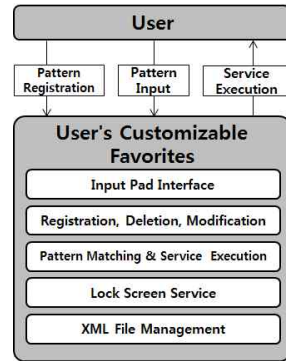 User
Pattern
Registration
Pattern
Input
Service
Execution
User's Customizable
Favorites
Input Pad Interface
Registration, Deletion, Modification
Pattern Matching & Service Execution
Lock Screen Service
XML File Management